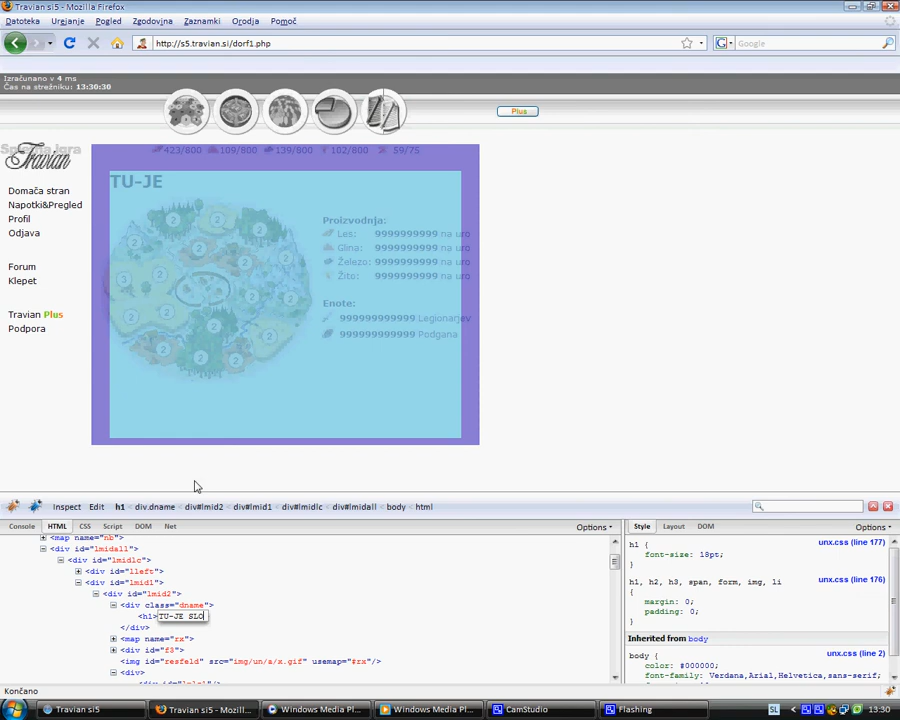 Travian si5 - Mozilla Firefox
Datoteka Urejanje Pogled Zgodovina Zaznamki Orodja Pomoč
http://s5.travian.si/dorf1.php
Google
Izračunano v 4 ms
Čas na strežniku: 13:30:30
Plus
Travian
423/800 109/800 139/800 102/800 59/75
TU-JE
Domača stran
Napotki&Pregled
Profil
Odjava
Forum
Klepet
Travian Plus
Podpora
Proizvodnja:
Les: 9999999999 na uro
Glina: 9999999999 na uro
Železo: 9999999999 na uro
Žito: 9999999999 na uro
Enote:
999999999999 Legionarjev
999999999999 Podgana
Inspect Edit h1 < div.dname < div#lmid2 < div#lmid1 < div#lmidlc < div#lmidall < body < html
Console HTML CSS Script DOM Net Options
Style Layout DOM Options
<map name="nb">
<div id="lmidall">
<div id="lmidlc">
<div id="lleft">
<div id="lmid1">
<div id="lmid2">
<div class="dname">
<h1>TU-JE SLO
</div>
<map name="rx">
<div id="f3">
<img id="resfeld" src="img/un/a/x.gif" usemap="#rx"/>
<div>
h1 { unx.css (line 177)
font-size: 18pt;
}
h1, h2, h3, span, form, img, li unx.css (line 176)
{
margin: 0;
padding: 0;
}
Inherited from body
body { unx.css (line 2)
color: #000000;
font-family: Verdana,Arial,Helvetica,sans-serif;
Končano
Travian si5 Travian si5 - Mozilla... Windows Media Pl... Windows Media Pl... CamStudio Flashing SL 13:30